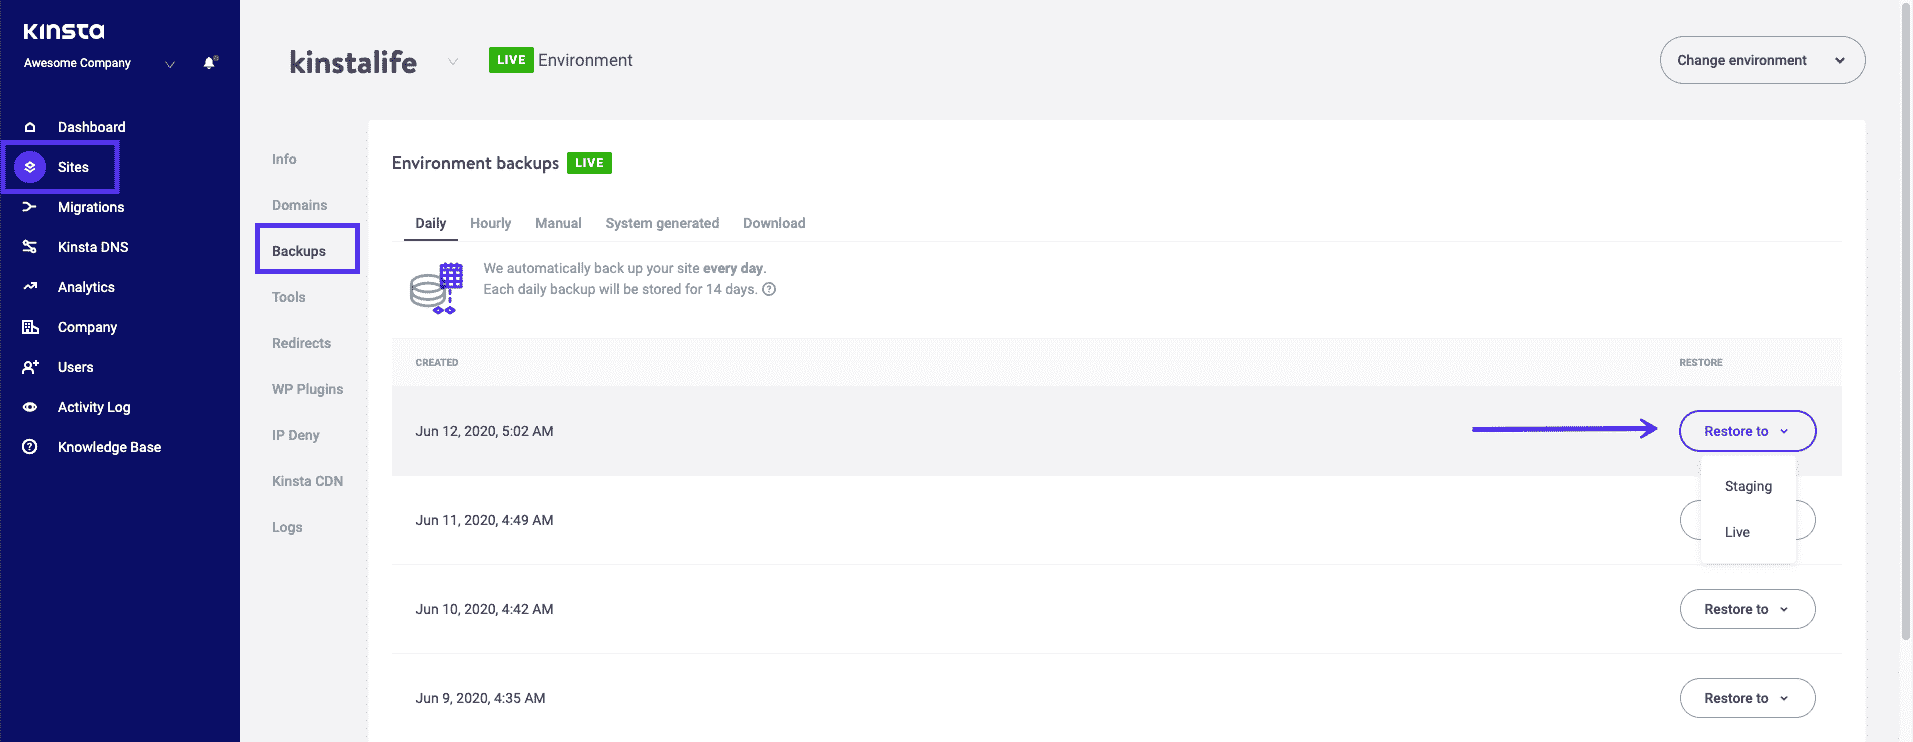 Kinsta
Awesome Company
Dashboard
Sites
Migrations
Kinsta DNS
Analytics
Company
Users
Activity Log
Knowledge Base
kinstalife
LIVE Environment
Change environment
Info
Domains
Backups
Tools
Redirects
WP Plugins
IP Deny
Kinsta CDN
Logs
Environment backups LIVE
Daily Hourly Manual System generated Download
We automatically back up your site every day.
Each daily backup will be stored for 14 days.
CREATED RESTORE
Jun 12, 2020, 5:02 AM Restore to
Staging
Jun 11, 2020, 4:49 AM
Live
Jun 10, 2020, 4:42 AM Restore to
Jun 9, 2020, 4:35 AM Restore to